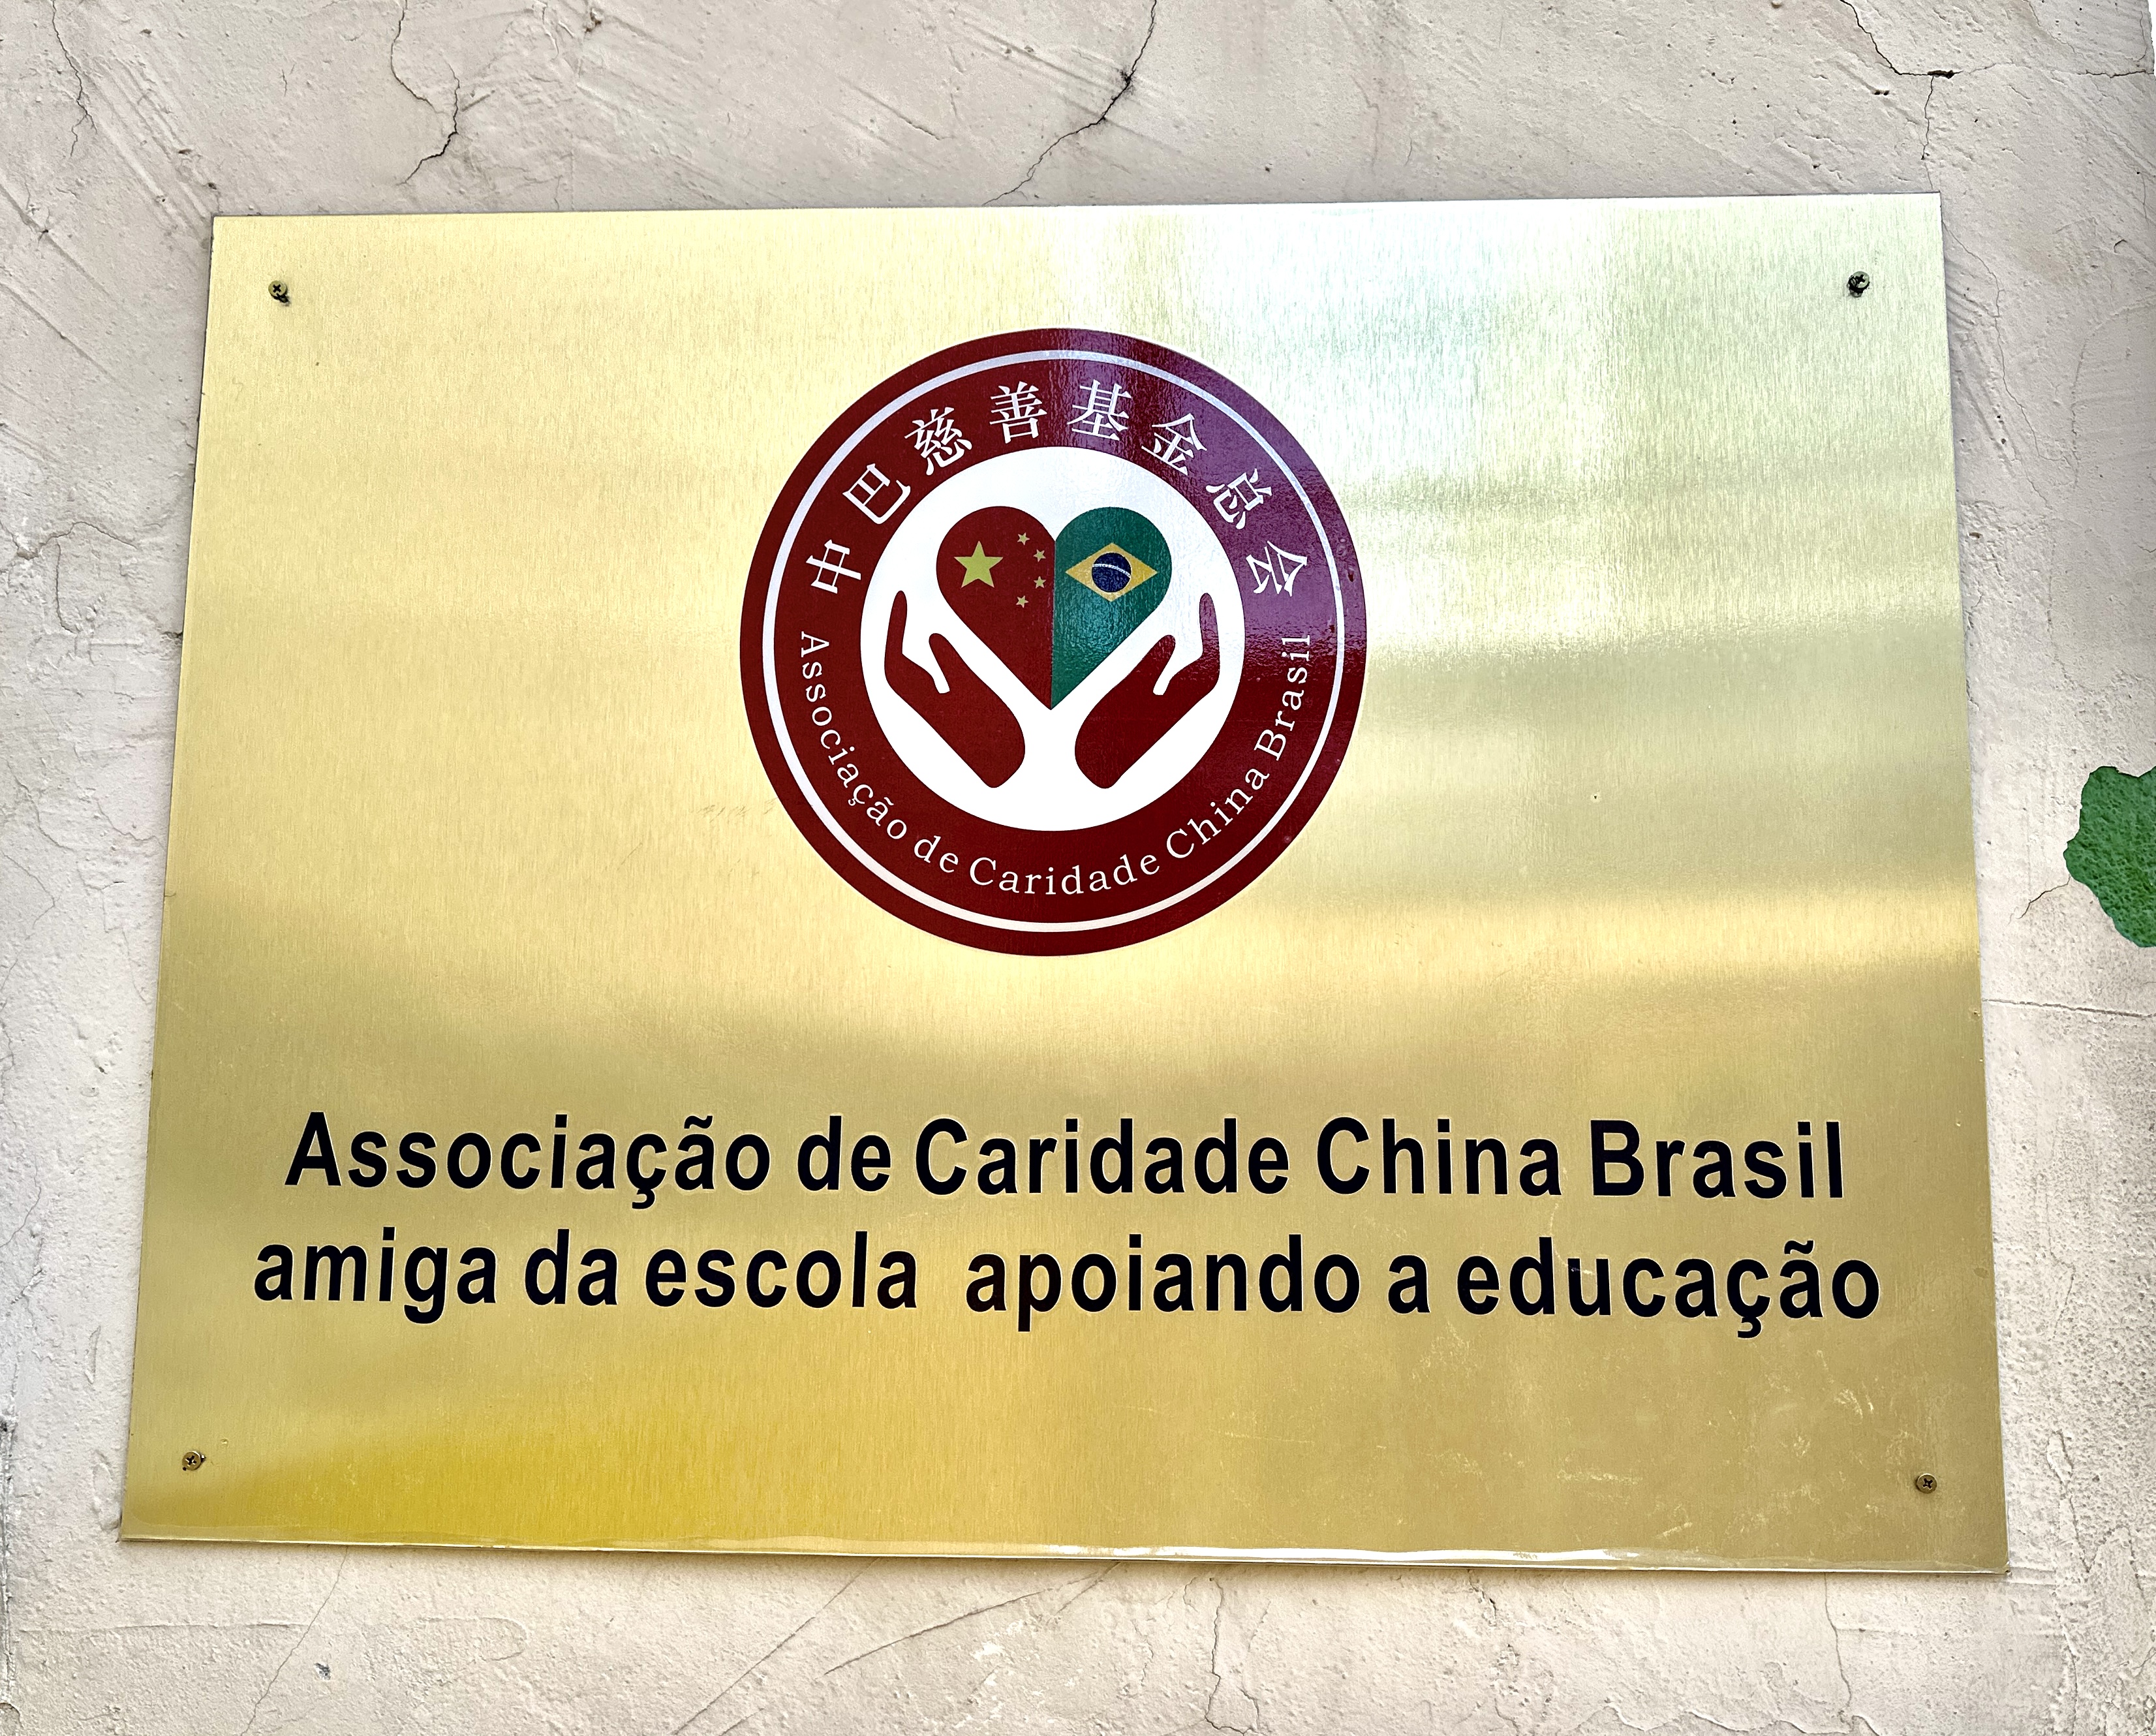 中巴慈善基金总会
Associação de Caridade China Brasil
Associação de Caridade China Brasil
amiga da escola apoiando a educação